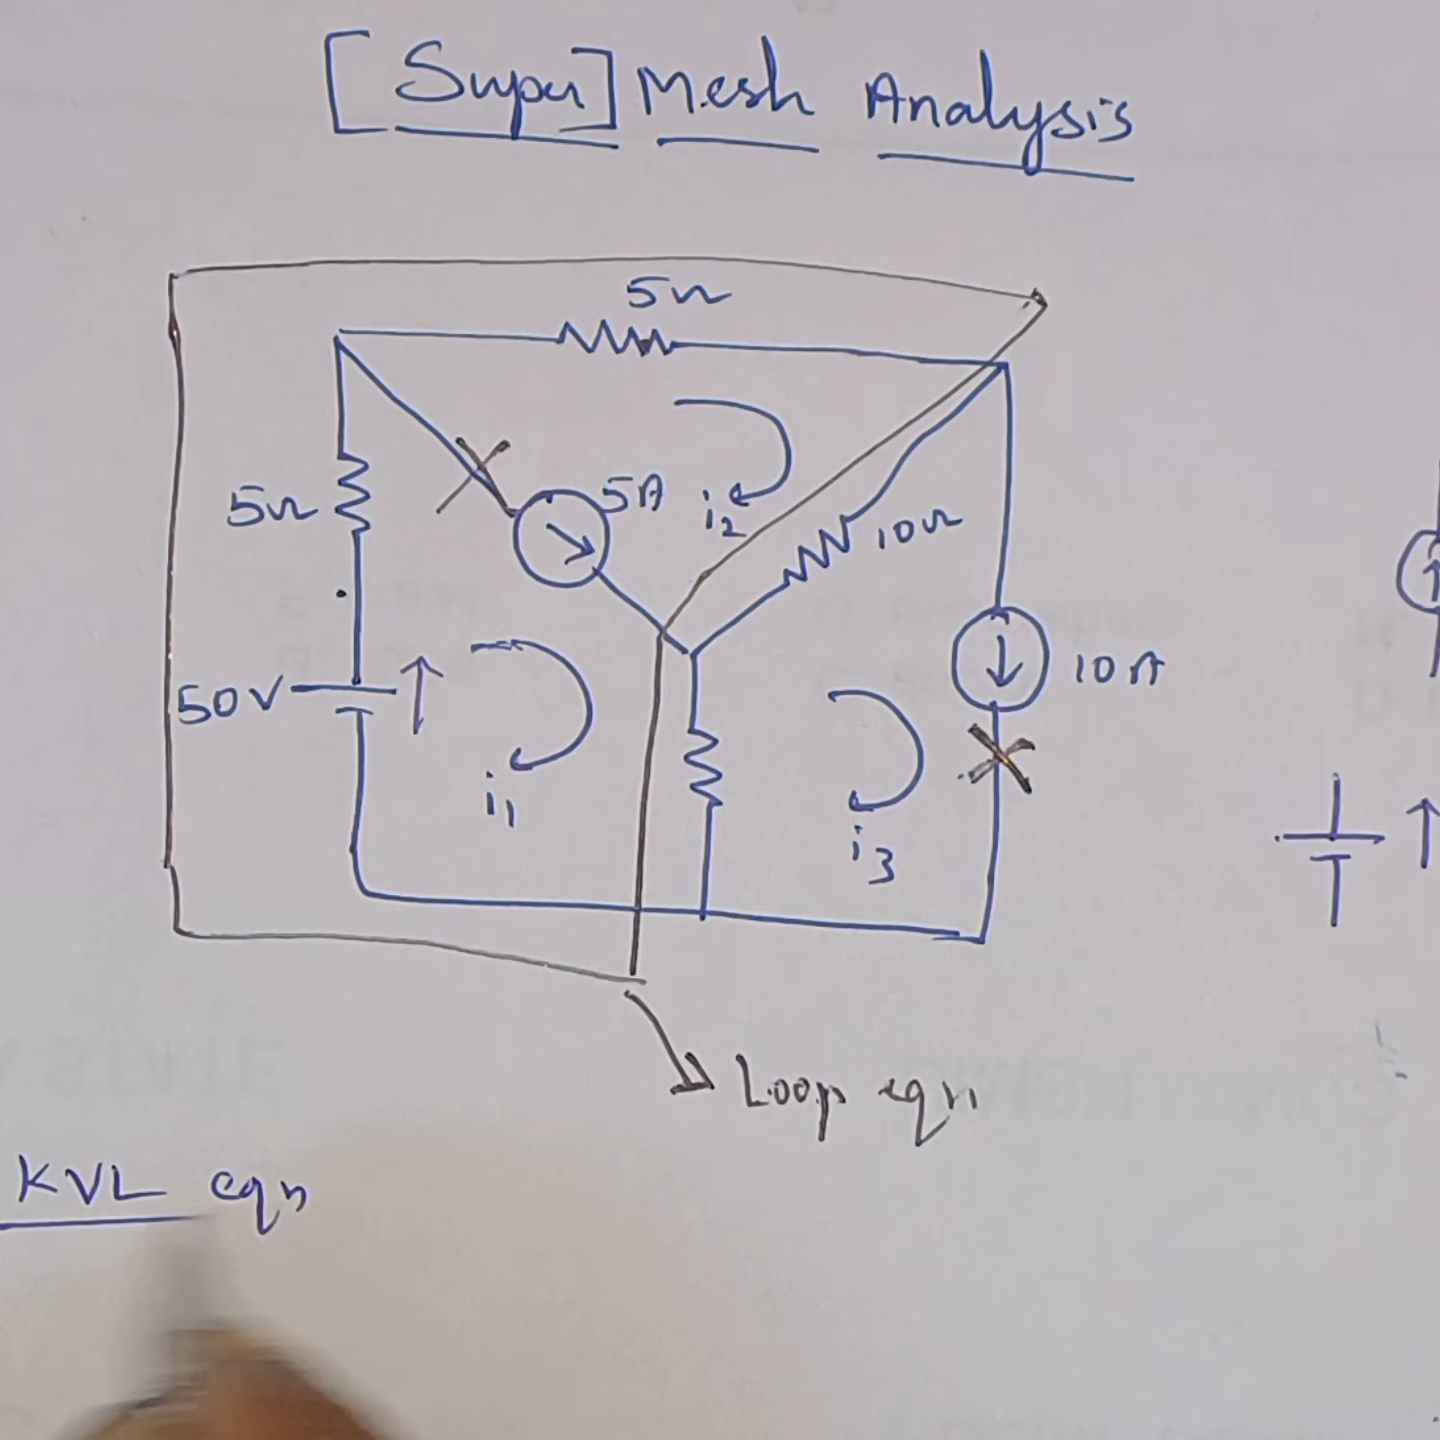 [Super] Mesh Analysis
5Ω
5Ω
5A
i2
10Ω
50V
10A
i1
i3
Loop eqn
KVL eqn